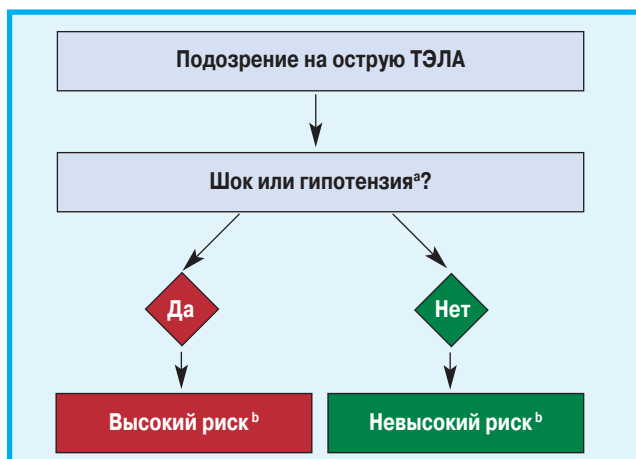 Подозрение на острую ТЭЛА
Шок или гипотензияᵃ?
Да
Нет
Высокий риск ᵇ
Невысокий риск ᵇ